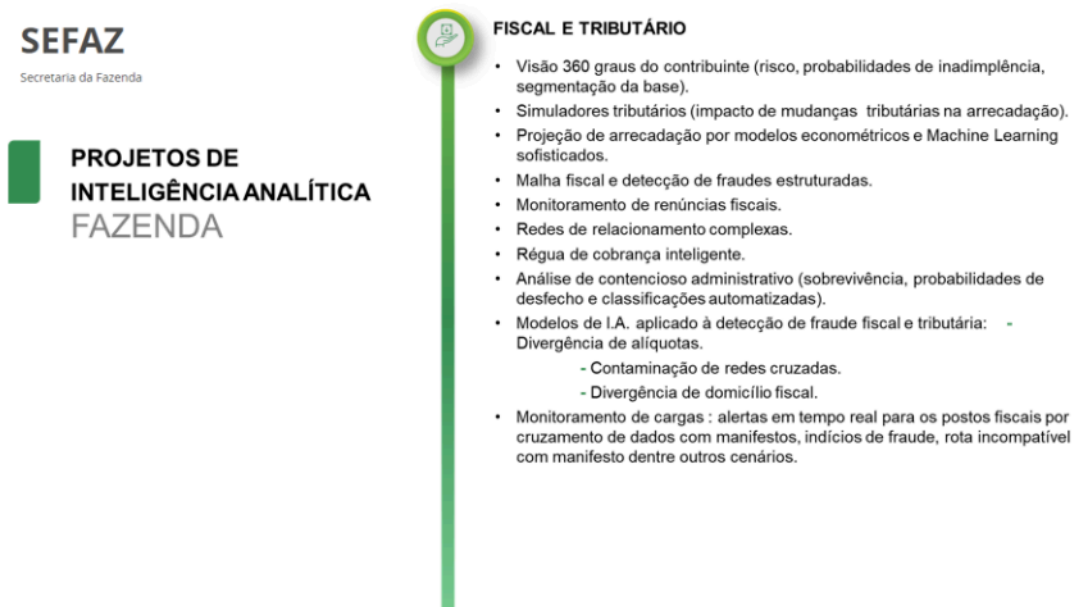 SEFAZ
Secretaria da Fazenda
PROJETOS DE
INTELIGÊNCIA ANALÍTICA
FAZENDA
FISCAL E TRIBUTÁRIO
• Visão 360 graus do contribuinte (risco, probabilidades de inadimplência,
segmentação da base).
• Simuladores tributários (impacto de mudanças tributárias na arrecadação).
• Projeção de arrecadação por modelos econométricos e Machine Learning
sofisticados.
• Malha fiscal e detecção de fraudes estruturadas.
• Monitoramento de renúncias fiscais.
• Redes de relacionamento complexas.
• Régua de cobrança inteligente.
• Análise de contencioso administrativo (sobrevivência, probabilidades de
desfecho e classificações automatizadas).
• Modelos de I.A. aplicado à detecção de fraude fiscal e tributária: -
Divergência de alíquotas.
- Contaminação de redes cruzadas.
- Divergência de domicílio fiscal.
• Monitoramento de cargas : alertas em tempo real para os postos fiscais por
cruzamento de dados com manifestos, indícios de fraude, rota incompatível
com manifesto dentre outros cenários.